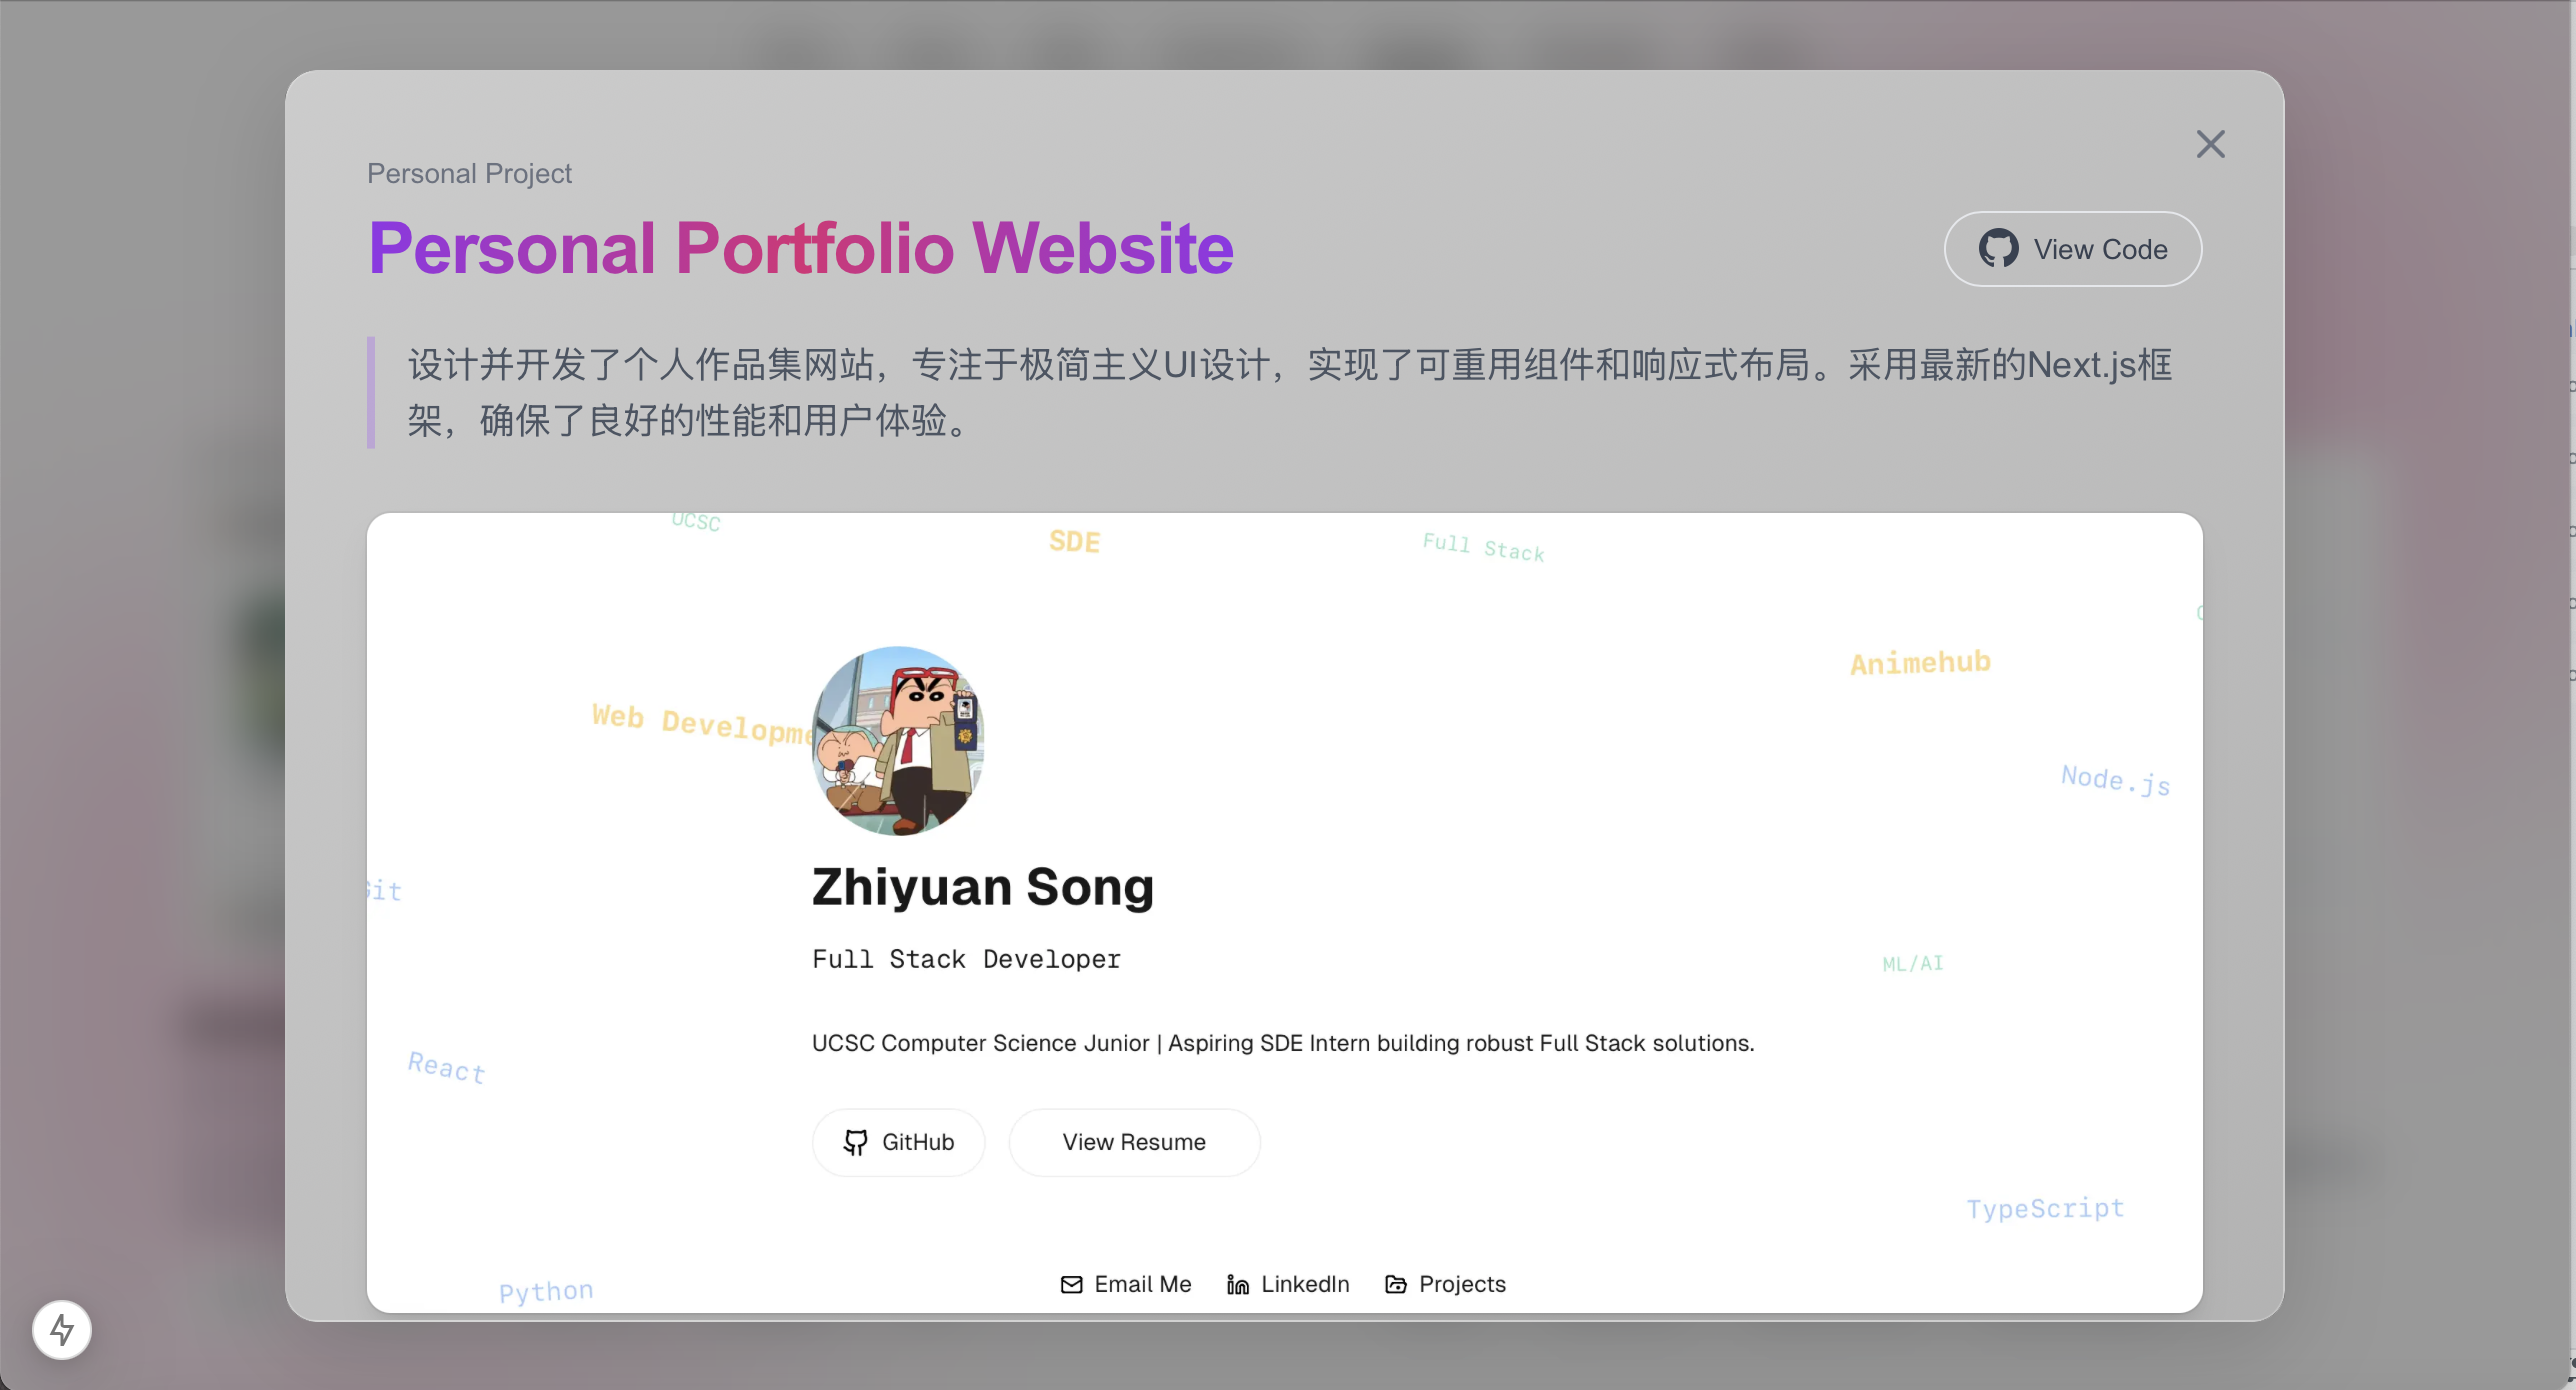 Personal Project
Personal Portfolio Website
View Code
设计并开发了个人作品集网站，专注于极简主义UI设计，实现了可重用组件和响应式布局。采用最新的Next.js框
架，确保了良好的性能和用户体验。
UCSC
SDE
Full Stack
Animehub
Web Developme
Node.js
Zhiyuan Song
Git
Full Stack Developer
ML/AI
UCSC Computer Science Junior | Aspiring SDE Intern building robust Full Stack solutions.
React
GitHub
View Resume
TypeScript
Python
Email Me
LinkedIn
Projects